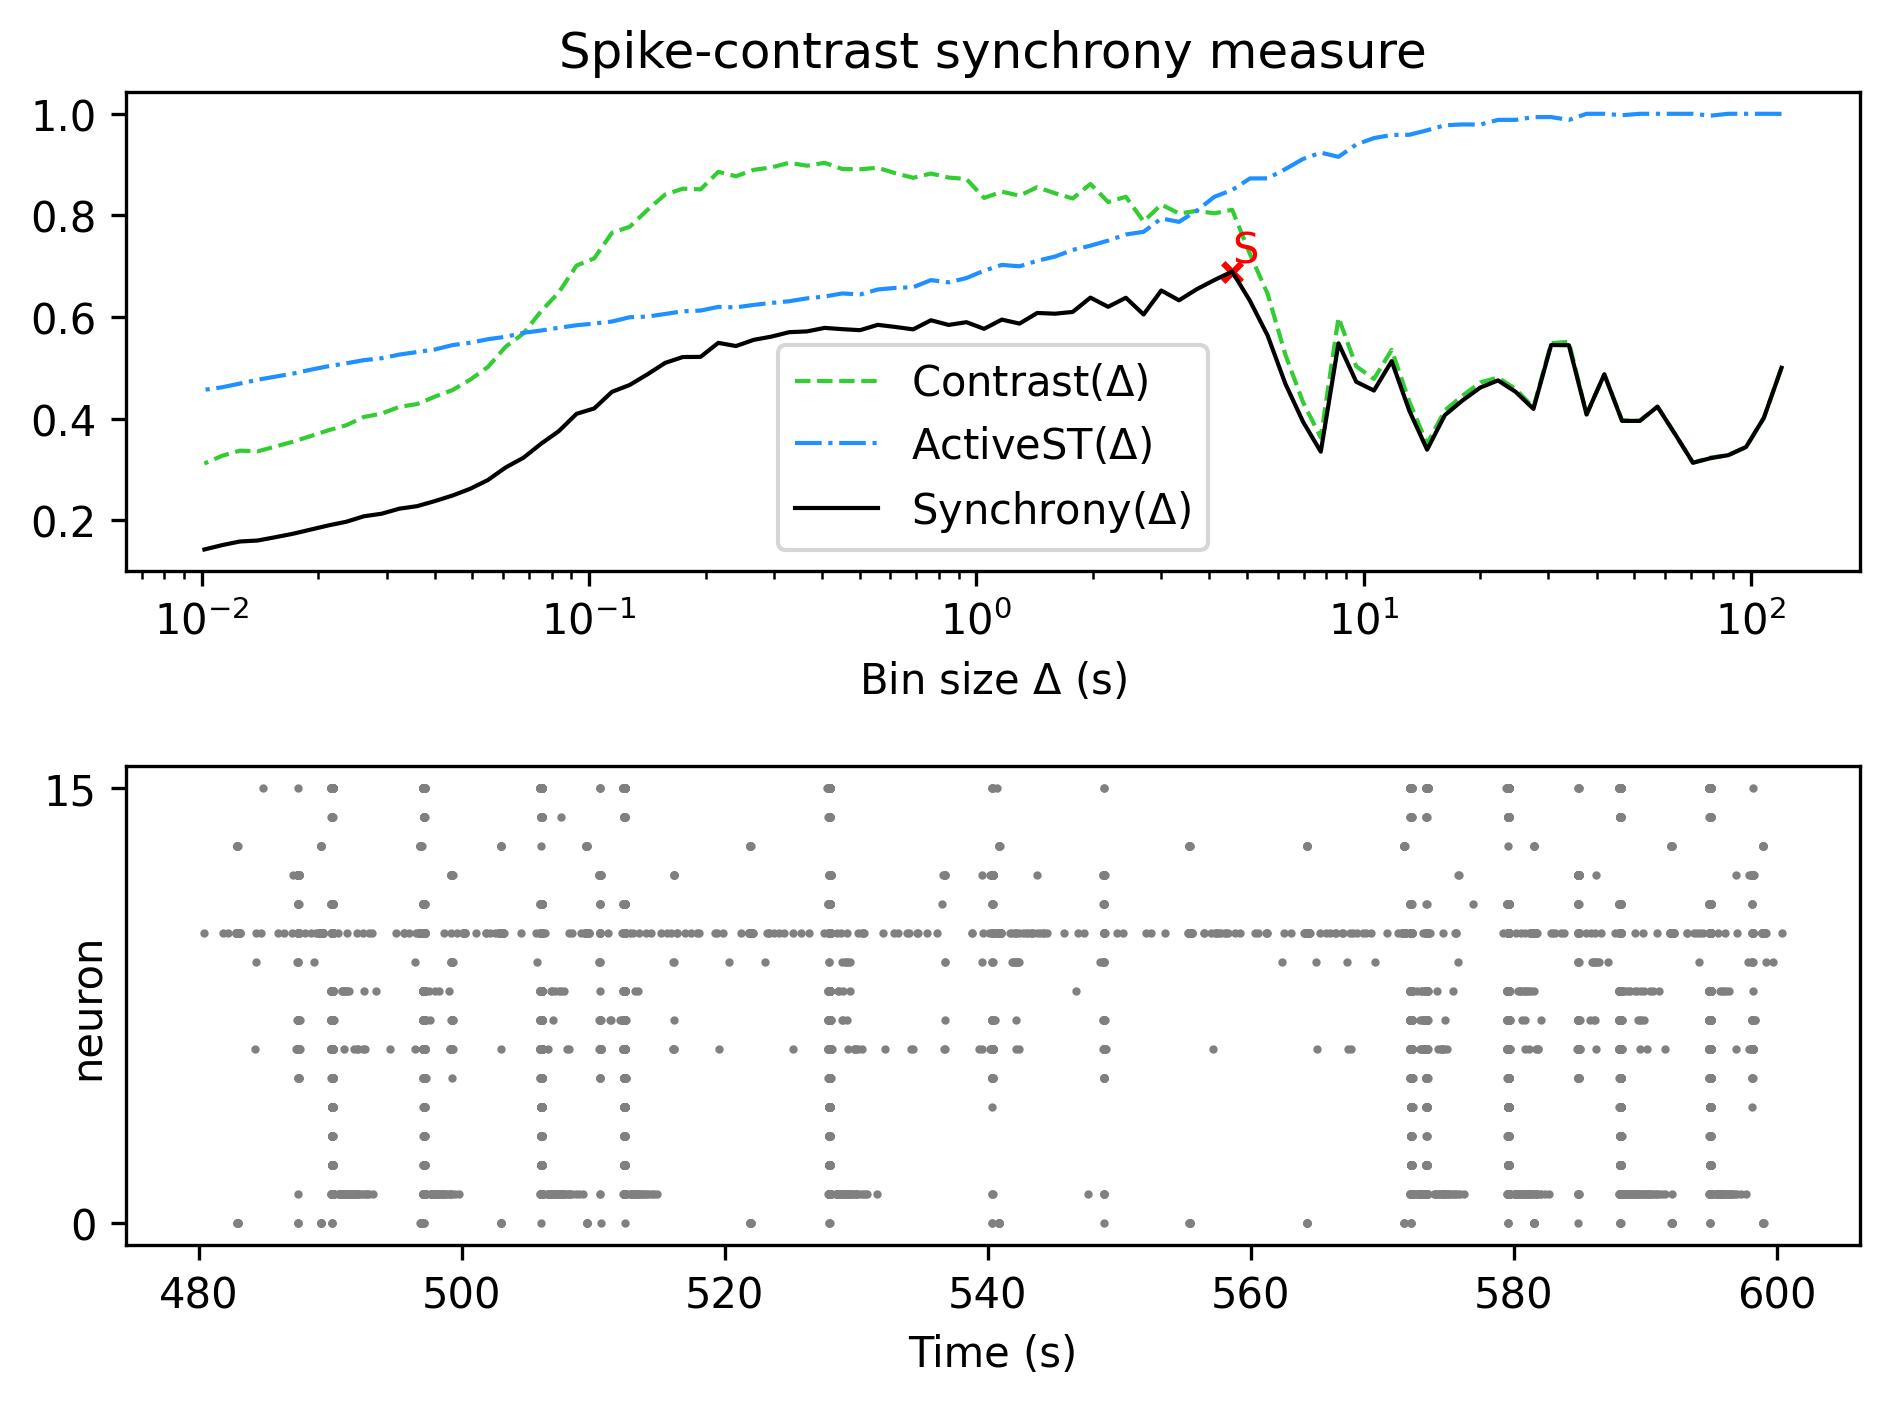 Spike-contrast synchrony measure
1.0
0.8
0.6
0.4
0.2
S
Contrast(Δ)
ActiveST(Δ)
Synchrony(Δ)
10⁻² 10⁻¹ 10⁰ 10¹ 10²
Bin size Δ (s)
15
0
neuron
480 500 520 540 560 580 600
Time (s)